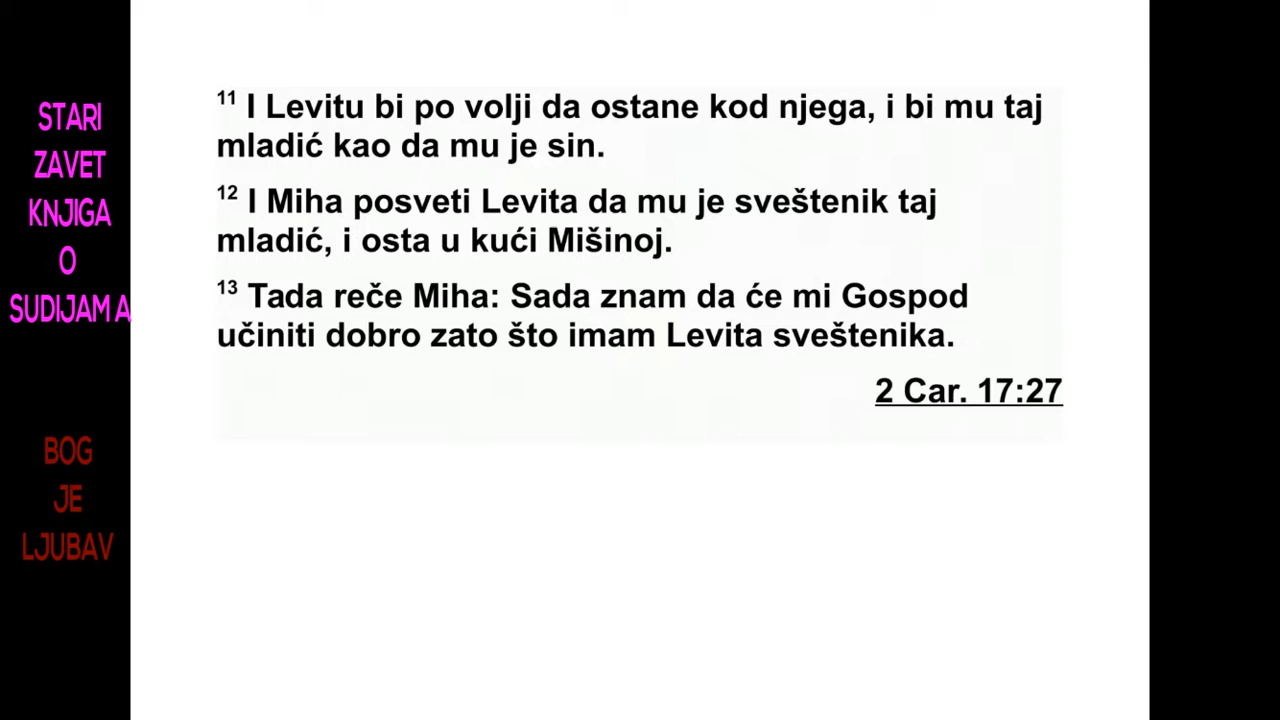 STARI
ZAVET
KNJIGA
O
SUDIJAMA
BOG
JE
LJUBAV
11 I Levitu bi po volji da ostane kod njega, i bi mu taj
mladić kao da mu je sin.
12 I Miha posveti Levita da mu je sveštenik taj
mladić, i osta u kući Mišinoj.
13 Tada reče Miha: Sada znam da će mi Gospod
učiniti dobro zato što imam Levita sveštenika.
2 Car. 17:27